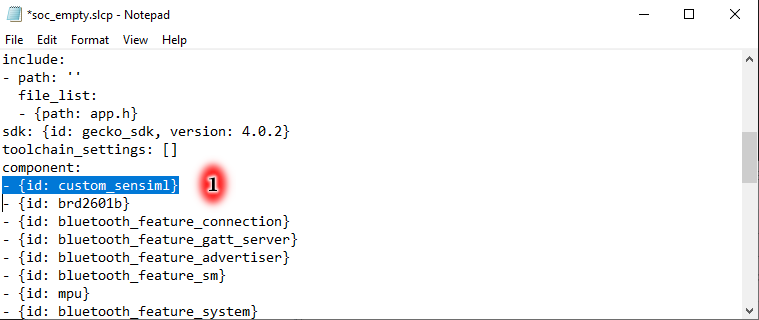 *soc_empty.slcp - Notepad
File Edit Format View Help
include:
- path: ''
  file_list:
  - {path: app.h}
sdk: {id: gecko_sdk, version: 4.0.2}
toolchain_settings: []
component:
- {id: custom_sensiml} 1
- {id: brd2601b}
- {id: bluetooth_feature_connection}
- {id: bluetooth_feature_gatt_server}
- {id: bluetooth_feature_advertiser}
- {id: bluetooth_feature_sm}
- {id: mpu}
- {id: bluetooth_feature_system}